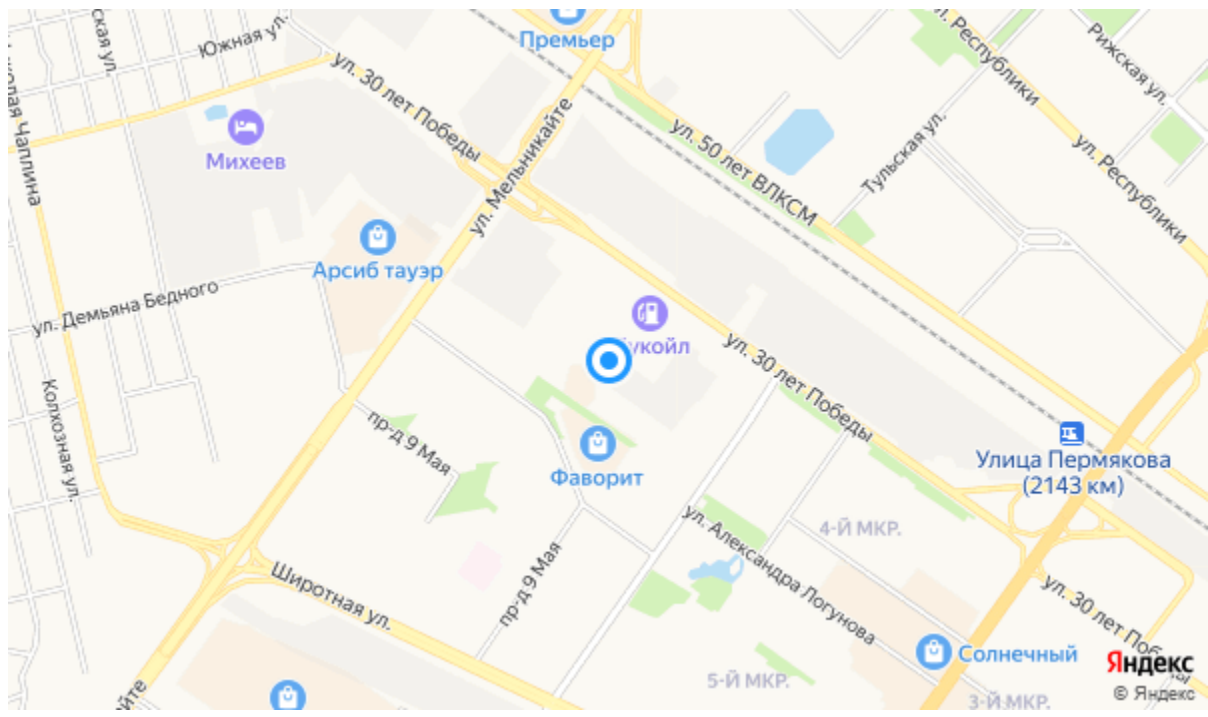 Премьер
Южная ул.
ул. Республики
Рижская ул.
ул. 30 лет Победы
ул. Мельникайте
ул. 50 лет ВЛКСМ
Тульская ул.
ул. Республики
Михеев
Арсиб тауэр
ул. Демьяна Бедного
ул. 30 лет Победы
Колхозная ул.
пр-д 9 Мая
Фаворит
Улица Пермякова
(2143 км)
4-Й МКР.
ул. Александра Логунова
пр-д 9 Мая
Широтная ул.
ул. 30 лет Победы
Солнечный
5-Й МКР.
3-Й МКР.
Яндекс
© Яндекс